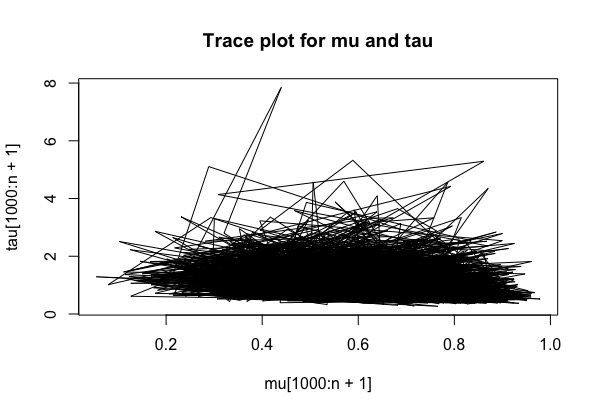 Trace plot for mu and tau
tau[1000:n + 1]
8
6
4
2
0
0.2 0.4 0.6 0.8 1.0
mu[1000:n + 1]